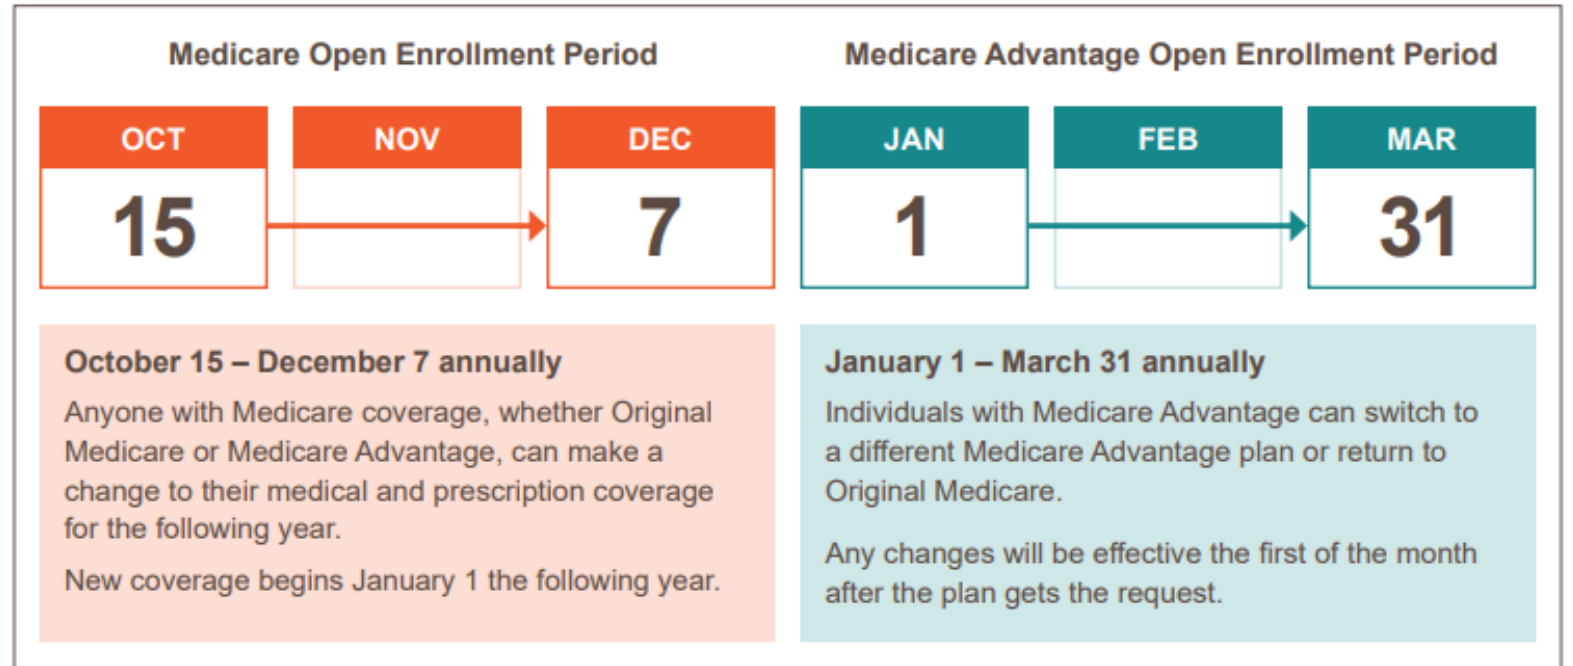 Medicare Open Enrollment Period
OCT
NOV
DEC
15
7
October 15 – December 7 annually
Anyone with Medicare coverage, whether Original
Medicare or Medicare Advantage, can make a
change to their medical and prescription coverage
for the following year.
New coverage begins January 1 the following year.
Medicare Advantage Open Enrollment Period
JAN
FEB
MAR
1
31
January 1 – March 31 annually
Individuals with Medicare Advantage can switch to
a different Medicare Advantage plan or return to
Original Medicare.
Any changes will be effective the first of the month
after the plan gets the request.